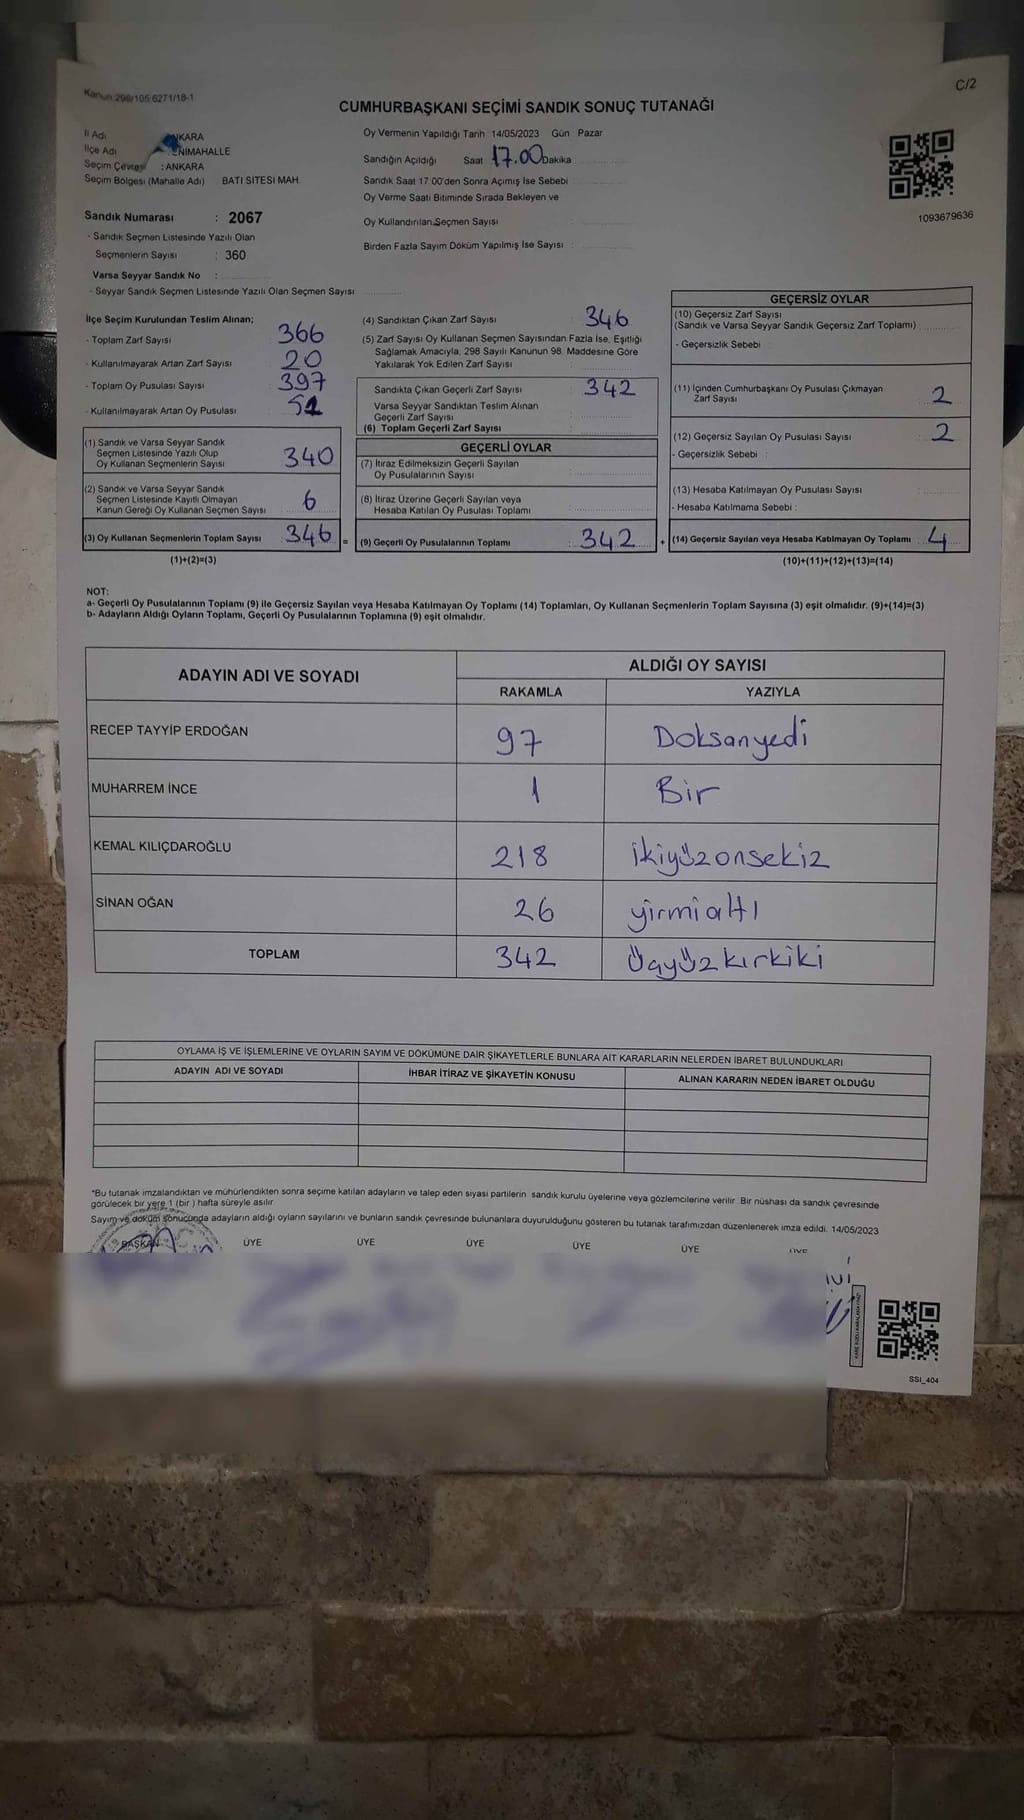 Kanun:298/105:6271/18-1
C/2
CUMHURBAŞKANI SEÇİMİ SANDIK SONUÇ TUTANAĞI
İl Adı NKARA
İlçe Adı ENİMAHALLE
Seçim Çevresi : ANKARA
Seçim Bölgesi (Mahalle Adı) BATI SİTESİ MAH.
Sandık Numarası : 2067
- Sandık Seçmen Listesinde Yazılı Olan
Seçmenlerin Sayısı : 360
Varsa Seyyar Sandık No :
- Seyyar Sandık Seçmen Listesinde Yazılı Olan Seçmen Sayısı
Oy Vermenin Yapıldığı Tarih :14/05/2023 Gün Pazar
Sandığın Açıldığı Saat 17.00 Dakika
Sandık Saat 17.00'den Sonra Açımış İse Sebebi :
Oy Verme Saati Bitiminde Sırada Bekleyen ve
Oy Kullandırılan Seçmen Sayısı :
Birden Fazla Sayım Döküm Yapılmış İse Sayısı :
1093679636
İlçe Seçim Kurulundan Teslim Alınan;
- Toplam Zarf Sayısı 366
- Kullanılmayarak Artan Zarf Sayısı 20
- Toplam Oy Pusulası Sayısı 397
- Kullanılmayarak Artan Oy Pusulası
(1) Sandık ve Varsa Seyyar Sandık
Seçmen Listesinde Yazılı Olup
Oy Kullanan Seçmenlerin Sayısı 340
(2) Sandık ve Varsa Seyyar Sandık
Seçmen Listesinde Kayıtlı Olmayan
Kanun Gereği Oy Kullanan Seçmen Sayısı : 6
(3) Oy Kullanan Seçmenlerin Toplam Sayısı : 346 =
(1)+(2)=(3)
(4) Sandıktan Çıkan Zarf Sayısı : 346
(5) Zarf Sayısı Oy Kullanan Seçmen Sayısından Fazla İse, Eşitliği
Sağlamak Amacıyla, 298 Sayılı Kanunun 98. Maddesine Göre
Yakılarak Yok Edilen Zarf Sayısı :
Sandıkta Çıkan Geçerli Zarf Sayısı : 342
Varsa Seyyar Sandıktan Teslim Alınan
Geçerli Zarf Sayısı
(6) Toplam Geçerli Zarf Sayısı
GEÇERLİ OYLAR
(7) İtiraz Edilmeksizin Geçerli Sayılan
Oy Pusulalarının Sayısı
(8) İtiraz Üzerine Geçerli Sayılan veya
Hesaba Katılan Oy Pusulası Toplamı
(9) Geçerli Oy Pusulalarının Toplamı : 342 +
GEÇERSİZ OYLAR
(10) Geçersiz Zarf Sayısı
(Sandık ve Varsa Seyyar Sandık Geçersiz Zarf Toplamı) :
- Geçersizlik Sebebi :
(11) İçinden Cumhurbaşkanı Oy Pusulası Çıkmayan
Zarf Sayısı : 2
(12) Geçersiz Sayılan Oy Pusulası Sayısı : 2
- Geçersizlik Sebebi :
(13) Hesaba Katılmayan Oy Pusulası Sayısı :
- Hesaba Katılmama Sebebi :
(14) Geçersiz Sayılan veya Hesaba Katılmayan Oy Toplamı : 4
(10)+(11)+(12)+(13)=(14)
NOT:
a- Geçerli Oy Pusulalarının Toplamı (9) ile Geçersiz Sayılan veya Hesaba Katılmayan Oy Toplamı (14) Toplamları, Oy Kullanan Seçmenlerin Toplam Sayısına (3) eşit olmalıdır. (9)+(14)=(3)
b- Adayların Aldığı Oyların Toplamı, Geçerli Oy Pusulalarının Toplamına (9) eşit olmalıdır.
ADAYIN ADI VE SOYADI ALDIĞI OY SAYISI
RAKAMLA YAZIYLA
RECEP TAYYİP ERDOĞAN 97 Doksanyedi
MUHARREM İNCE 1 Bir
KEMAL KILIÇDAROĞLU 218 ikiyüzonsekiz
SİNAN OĞAN 26 yirmialtı
TOPLAM 342 Üçyüzkırkiki
OYLAMA İŞ VE İŞLEMLERİNE VE OYLARIN SAYIM VE DÖKÜMÜNE DAİR ŞİKAYETLERLE BUNLARA AİT KARARLARIN NELERDEN İBARET BULUNDUKLARI
ADAYIN ADI VE SOYADI İHBAR İTİRAZ VE ŞİKAYETİN KONUSU ALINAN KARARIN NEDEN İBARET OLDUĞU
*Bu tutanak imzalandıktan ve mühürlendikten sonra seçime katılan adayların ve talep eden siyasi partilerin sandık kurulu üyelerine veya gözlemcilerine verilir. Bir nüshası da sandık çevresinde
görülecek bir yere 1 (bir ) hafta süreyle asılır.
Sayım ve döküm sonucunda adayların aldığı oyların sayılarını ve bunların sandık çevresinde bulunanlara duyurulduğunu gösteren bu tutanak tarafımızdan düzenlenerek imza edildi. 14/05/2023
BAŞKAN ÜYE ÜYE ÜYE ÜYE ÜYE ÜYE
SSİ_404